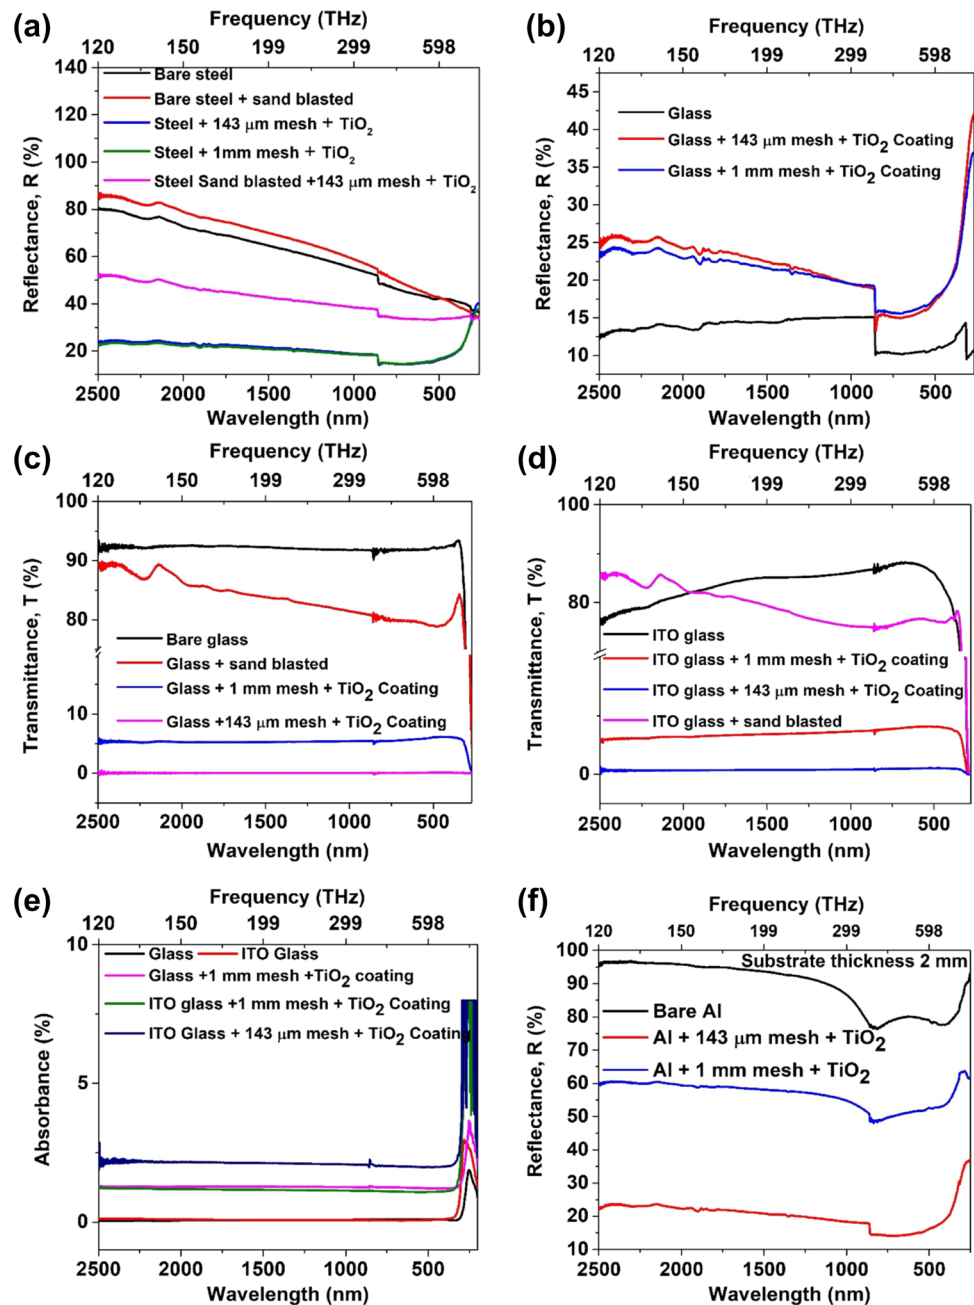 (a)
Frequency (THz)
120 150 199 299 598
140
120
100
80
60
40
20
Reflectance, R (%)
Bare steel
Bare steel + sand blasted
Steel + 143 μm mesh + TiO2
Steel + 1mm mesh + TiO2
Steel Sand blasted +143 μm mesh + TiO2
2500 2000 1500 1000 500
Wavelength (nm)
(b)
Frequency (THz)
120 150 199 299 598
45
40
35
30
25
20
15
10
Reflectance, R (%)
Glass
Glass + 143 μm mesh + TiO2 Coating
Glass + 1 mm mesh + TiO2 Coating
2500 2000 1500 1000 500
Wavelength (nm)
(c)
Frequency (THz)
120 150 199 299 598
100
90
80
5
0
Transmittance, T (%)
Bare glass
Glass + sand blasted
Glass + 1 mm mesh + TiO2 Coating
Glass +143 μm mesh + TiO2 Coating
2500 2000 1500 1000 500
Wavelength (nm)
(d)
Frequency (THz)
120 150 199 299 598
100
80
0
Transmittance, T (%)
ITO glass
ITO glass + 1 mm mesh + TiO2 coating
ITO glass + 143 μm mesh + TiO2 Coating
ITO glass + sand blasted
2500 2000 1500 1000 500
Wavelength (nm)
(e)
Frequency (THz)
120 150 199 299 598
10
5
0
Absorbance (%)
Glass ITO Glass
Glass +1 mm mesh +TiO2 coating
ITO glass +1 mm mesh + TiO2 Coating
ITO Glass + 143 μm mesh + TiO2 Coating
2500 2000 1500 1000 500
Wavelength (nm)
(f)
Frequency (THz)
120 150 199 299 598
100
90
80
70
60
50
40
30
20
10
Reflectance, R (%)
Substrate thickness 2 mm
Bare Al
Al + 143 μm mesh + TiO2
Al + 1 mm mesh + TiO2
2500 2000 1500 1000 500
Wavelength (nm)